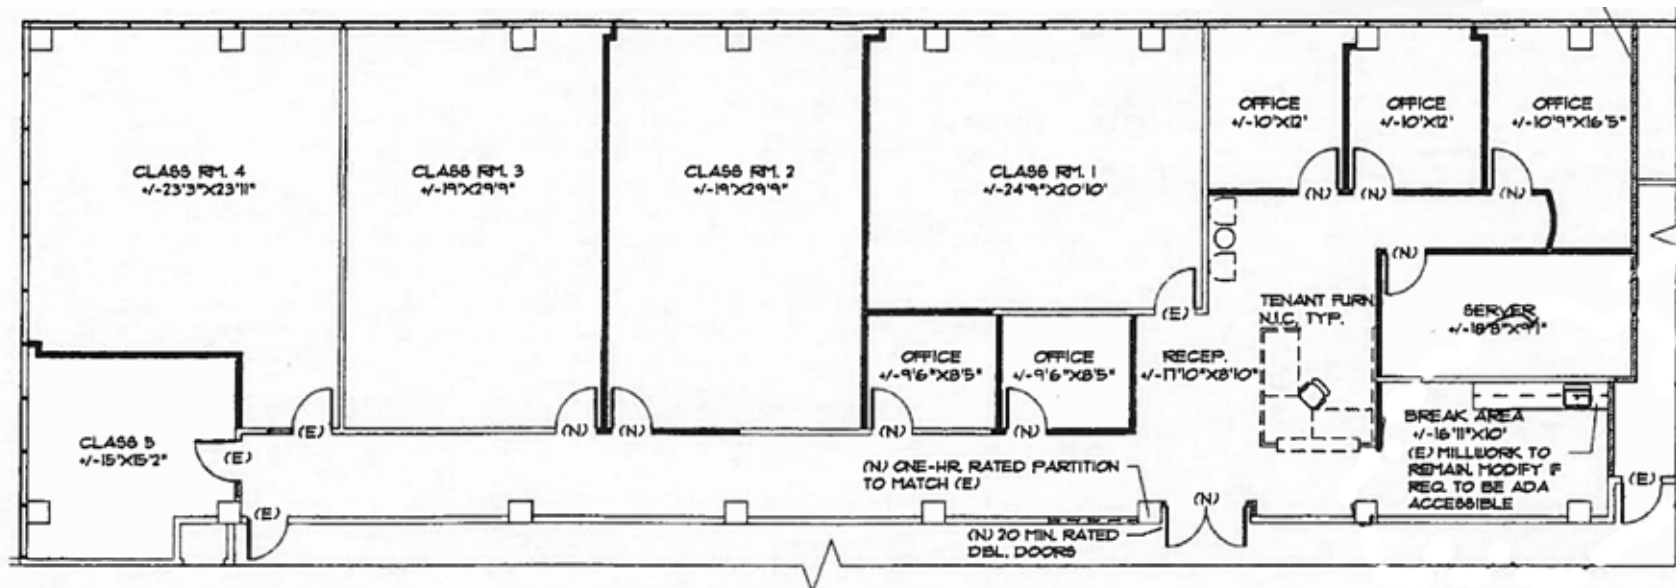 CLASS RM. 4
+/-23'3"X23'11"
CLASS RM. 3
+/-19'X29'9"
CLASS RM. 2
+/-19'X29'9"
CLASS RM. 1
+/-24'9"X20'10"
OFFICE
+/-10'X12'
OFFICE
+/-10'X12'
OFFICE
+/-10'9"X16'5"
(N)
(N)
(N)
(N)
TENANT FURN.
N.I.C. TYP.
SERVER
(E)
OFFICE
+/-9'6"X8'5"
OFFICE
+/-9'6"X8'5"
RECEP.
+/-17'10"X8'10"
CLASS 5
+/-15'X15'2"
(E)
(E)
(N)
(N)
(N)
(N)
BREAK AREA
+/-16'11"X10'
(E) MILLWORK TO
REMAIN. MODIFY IF
REQ. TO BE ADA
ACCESSIBLE
(N) ONE-HR. RATED PARTITION
TO MATCH (E)
(E)
(N)
(E)
(N) 20 MIN. RATED
DBL. DOORS